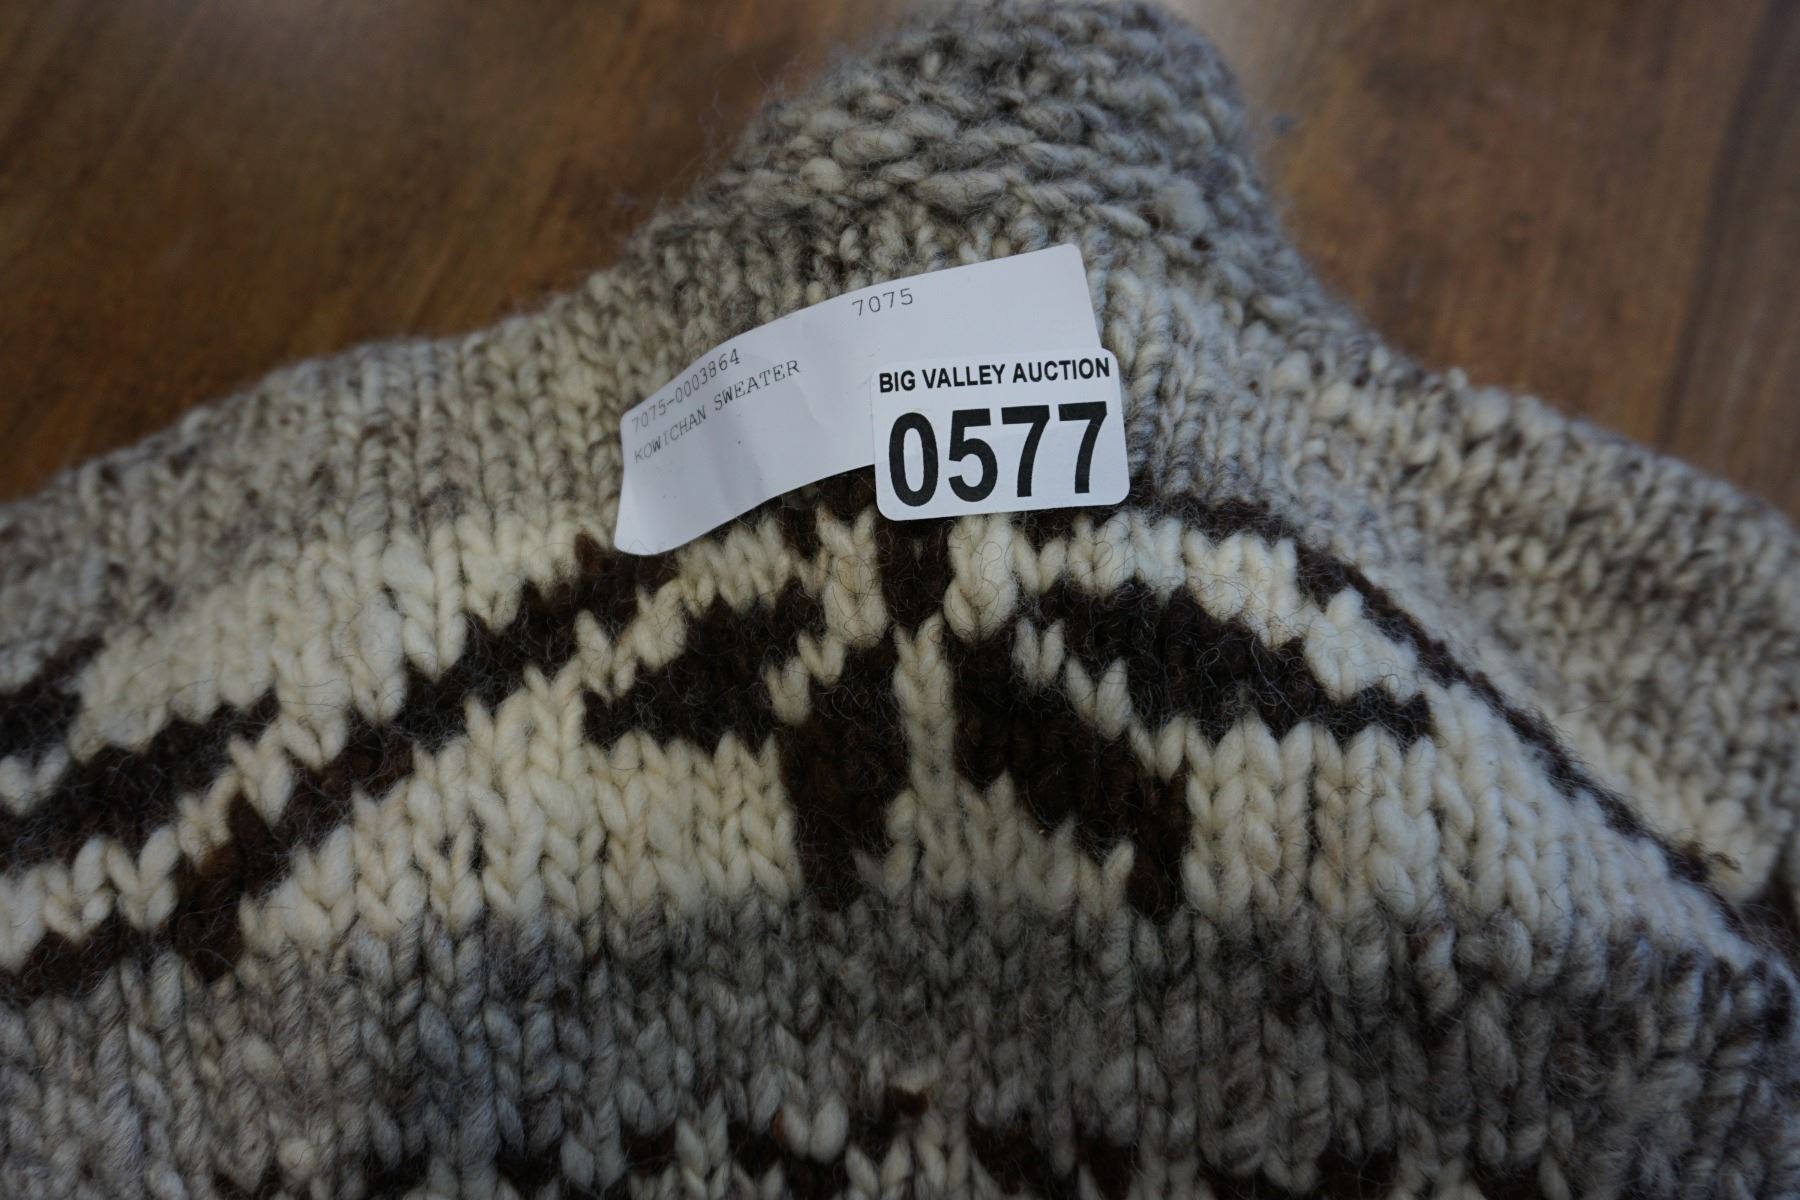 7075
7075-0003864
KOWICHAN SWEATER
BIG VALLEY AUCTION
0577